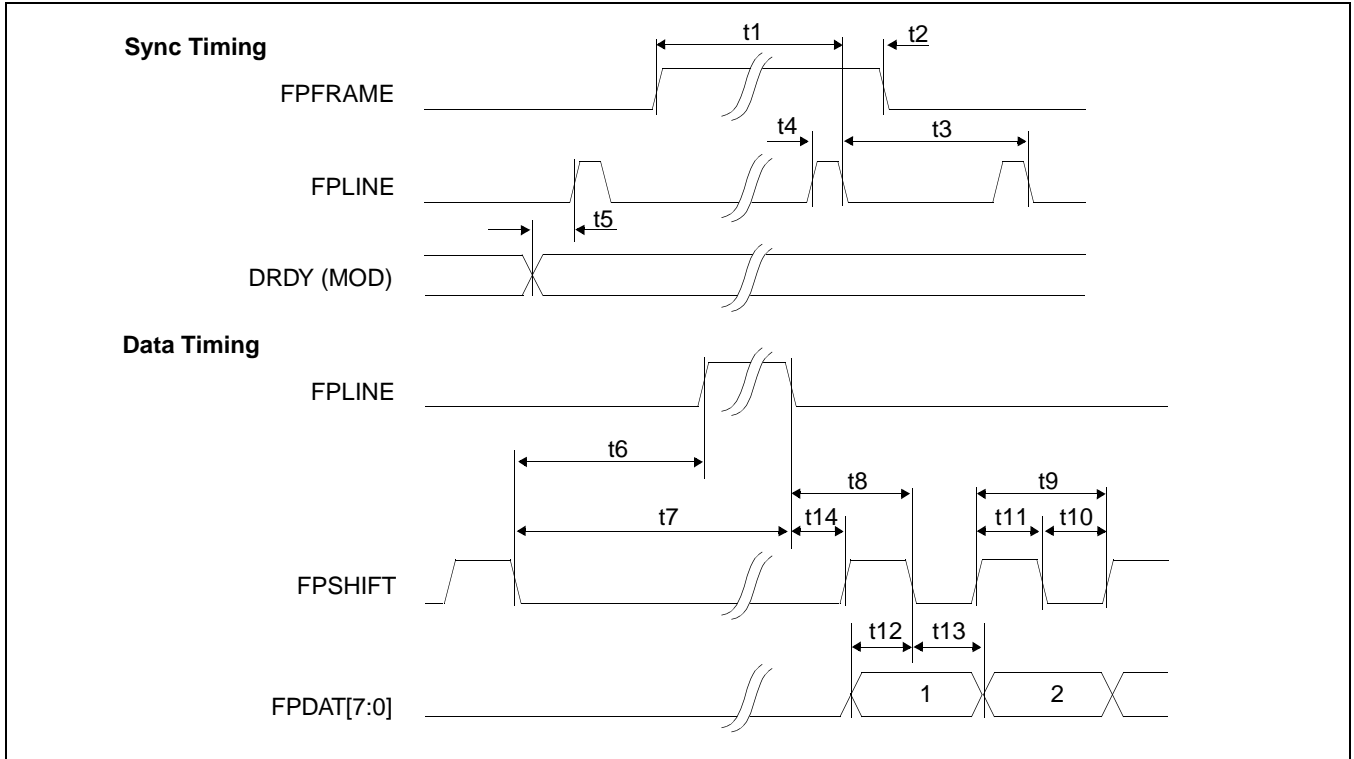 Sync Timing
t1
t2
FPFRAME
t4
t3
FPLINE
t5
DRDY (MOD)
Data Timing
FPLINE
t6
t8
t9
t7
t14
t11
t10
FPSHIFT
t12
t13
FPDAT[7:0]
1
2